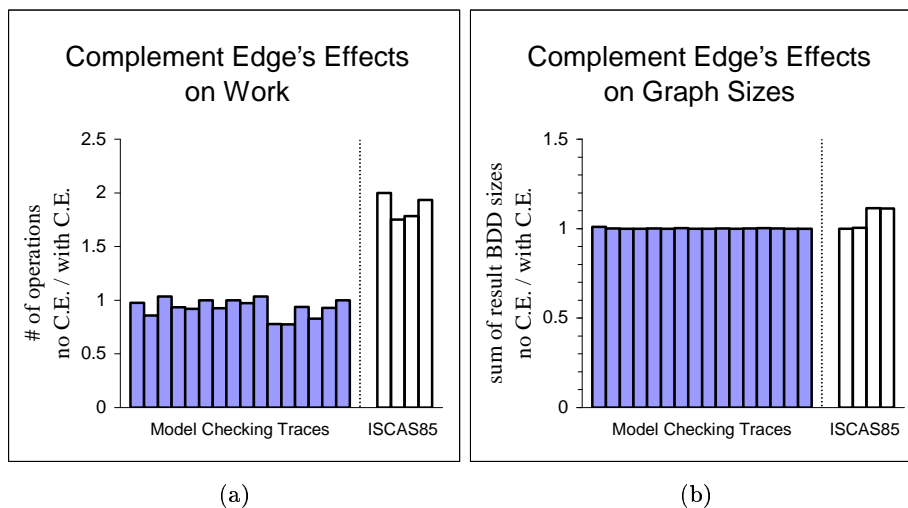 Complement Edge's Effects
on Work
# of operations
no C.E. / with C.E.
2.5
2
1.5
1
0.5
0
Model Checking Traces
ISCAS85
(a)
Complement Edge's Effects
on Graph Sizes
sum of result BDD sizes
no C.E. / with C.E.
1.5
1
0.5
0
Model Checking Traces
ISCAS85
(b)